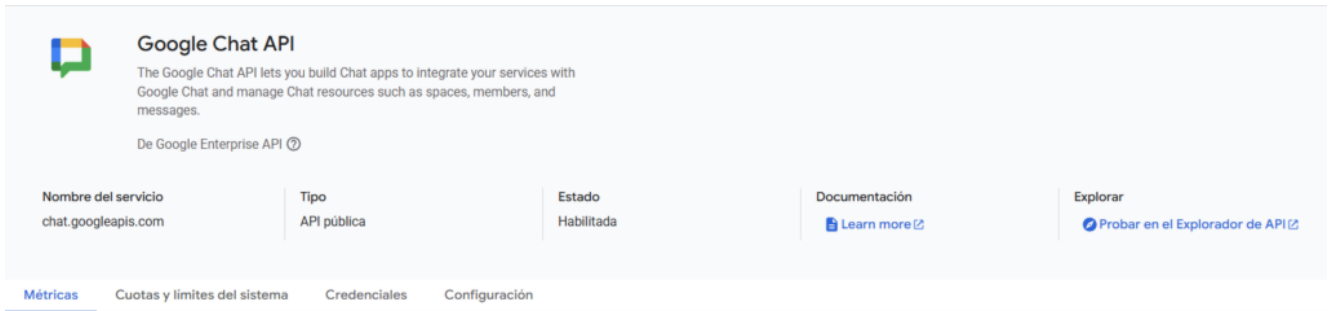 Google Chat API
The Google Chat API lets you build Chat apps to integrate your services with
Google Chat and manage Chat resources such as spaces, members, and
messages.
De Google Enterprise API
Nombre del servicio
chat.googleapis.com
Tipo
API pública
Estado
Habilitada
Documentación
Learn more
Explorar
Probar en el Explorador de API
Métricas Cuotas y límites del sistema Credenciales Configuración